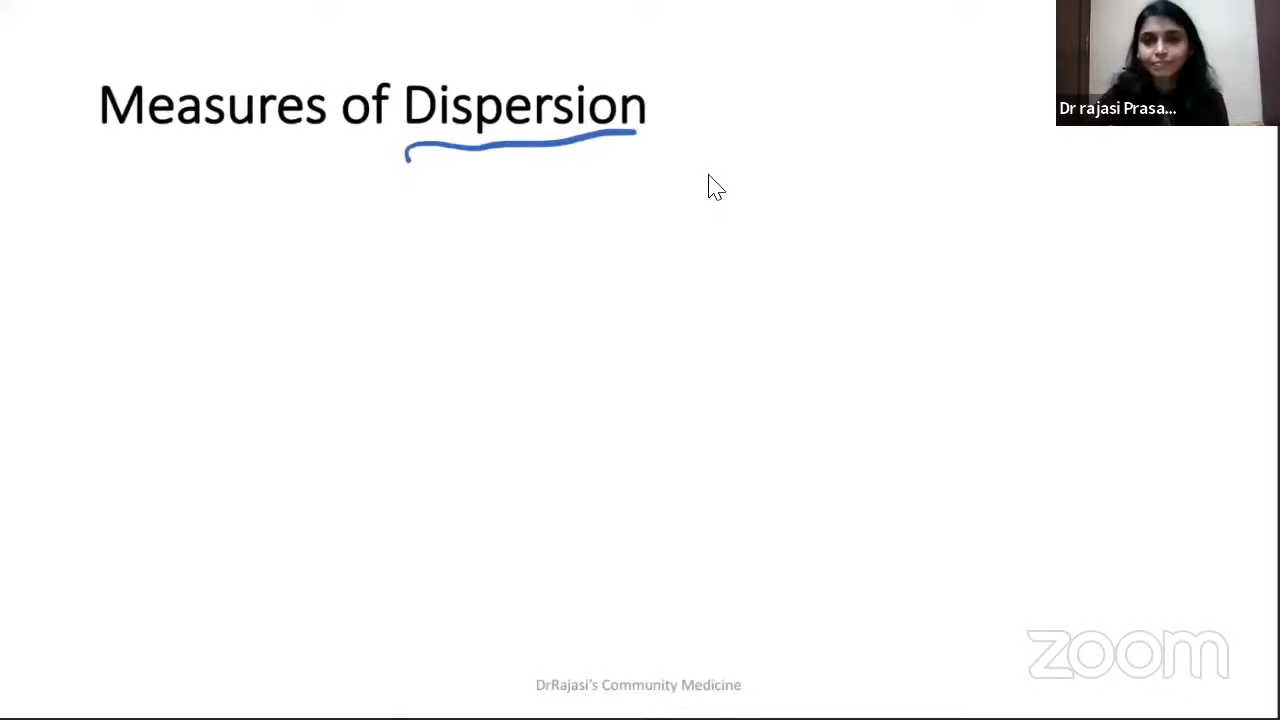 Measures of Dispersion
Dr rajasi Prasa...
zoom
DrRajasi's Community Medicine